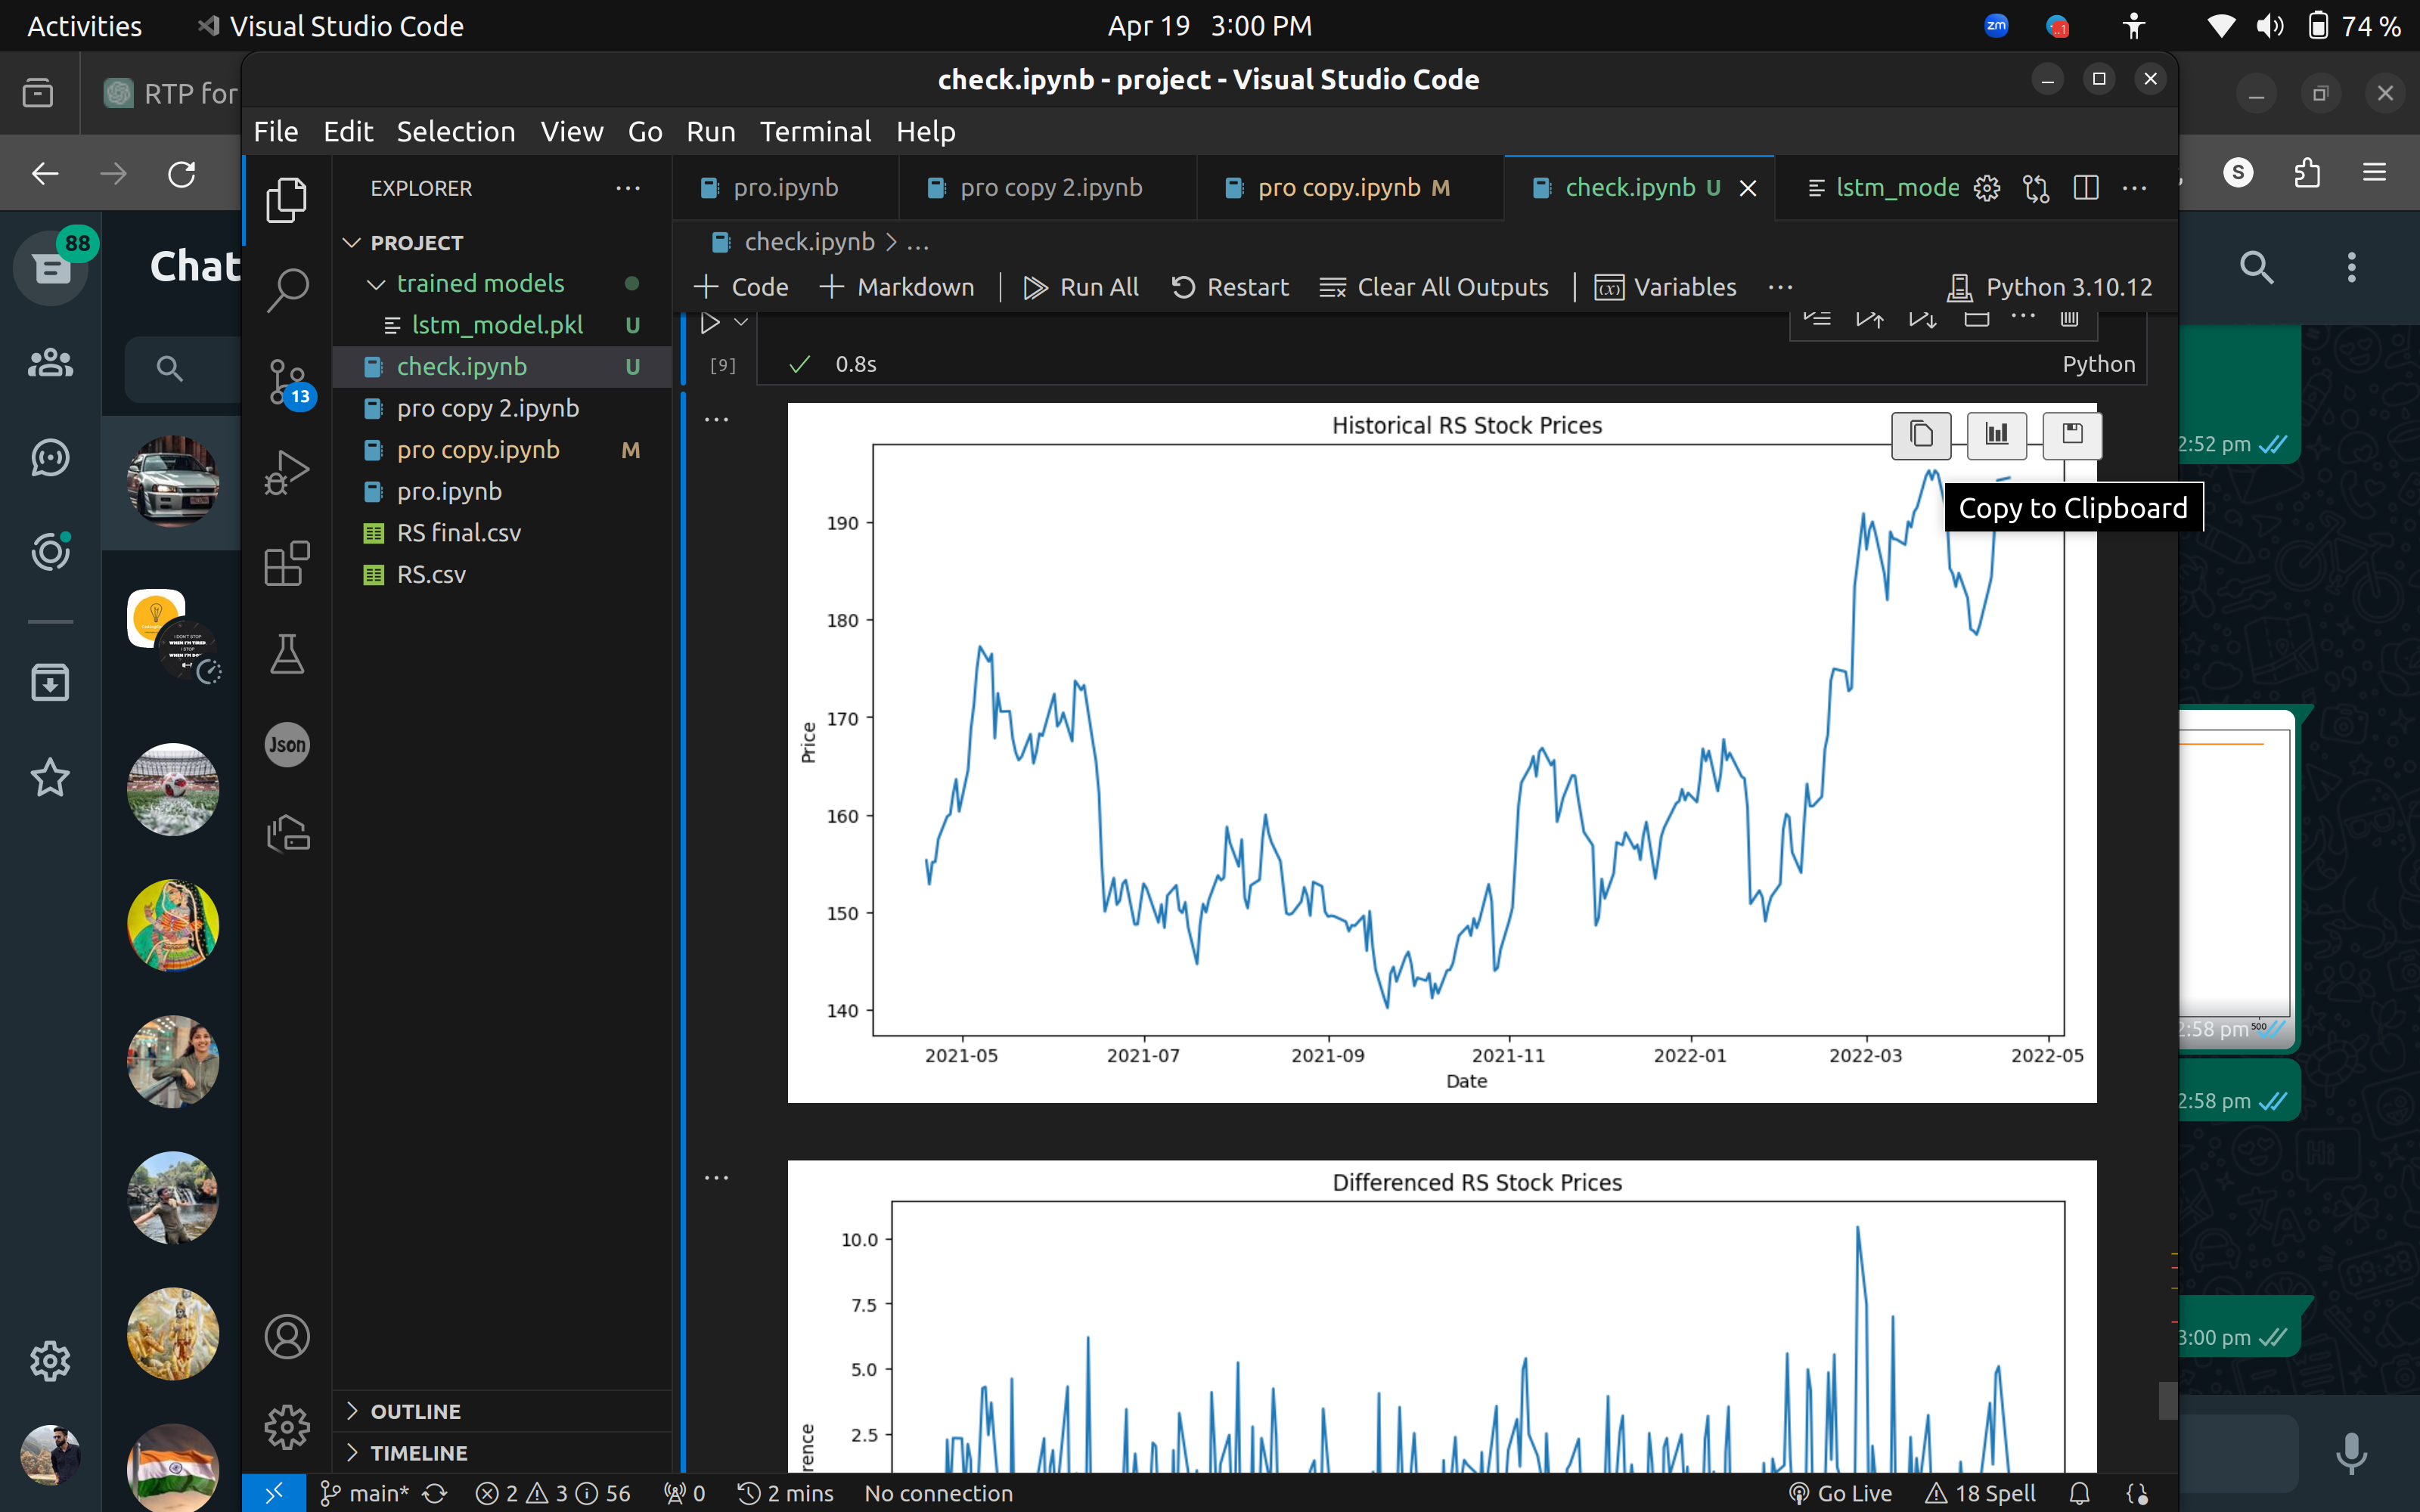 Activities
Visual Studio Code
Apr 19 3:00 PM
zm
74 %
RTP for
check.ipynb - project - Visual Studio Code
File Edit Selection View Go Run Terminal Help
88
Chat
EXPLORER
PROJECT
trained models
lstm_model.pkl U
check.ipynb U
pro copy 2.ipynb
pro copy.ipynb M
pro.ipynb
RS final.csv
RS.csv
13
Json
OUTLINE
TIMELINE
pro.ipynb
pro copy 2.ipynb
pro copy.ipynb M
check.ipynb U
lstm_mode
check.ipynb > ...
Code
Markdown
Run All
Restart
Clear All Outputs
Variables
Python 3.10.12
[9]
0.8s
Python
Historical RS Stock Prices
Copy to Clipboard
190
180
170
160
150
140
Price
2021-05 2021-07 2021-09 2021-11 2022-01 2022-03 2022-05
Date
Differenced RS Stock Prices
10.0
7.5
5.0
2.5
rence
S
2:52 pm
500
2:58 pm
2:58 pm
3:00 pm
main*
2 3 56
0
2 mins
No connection
Go Live
18 Spell